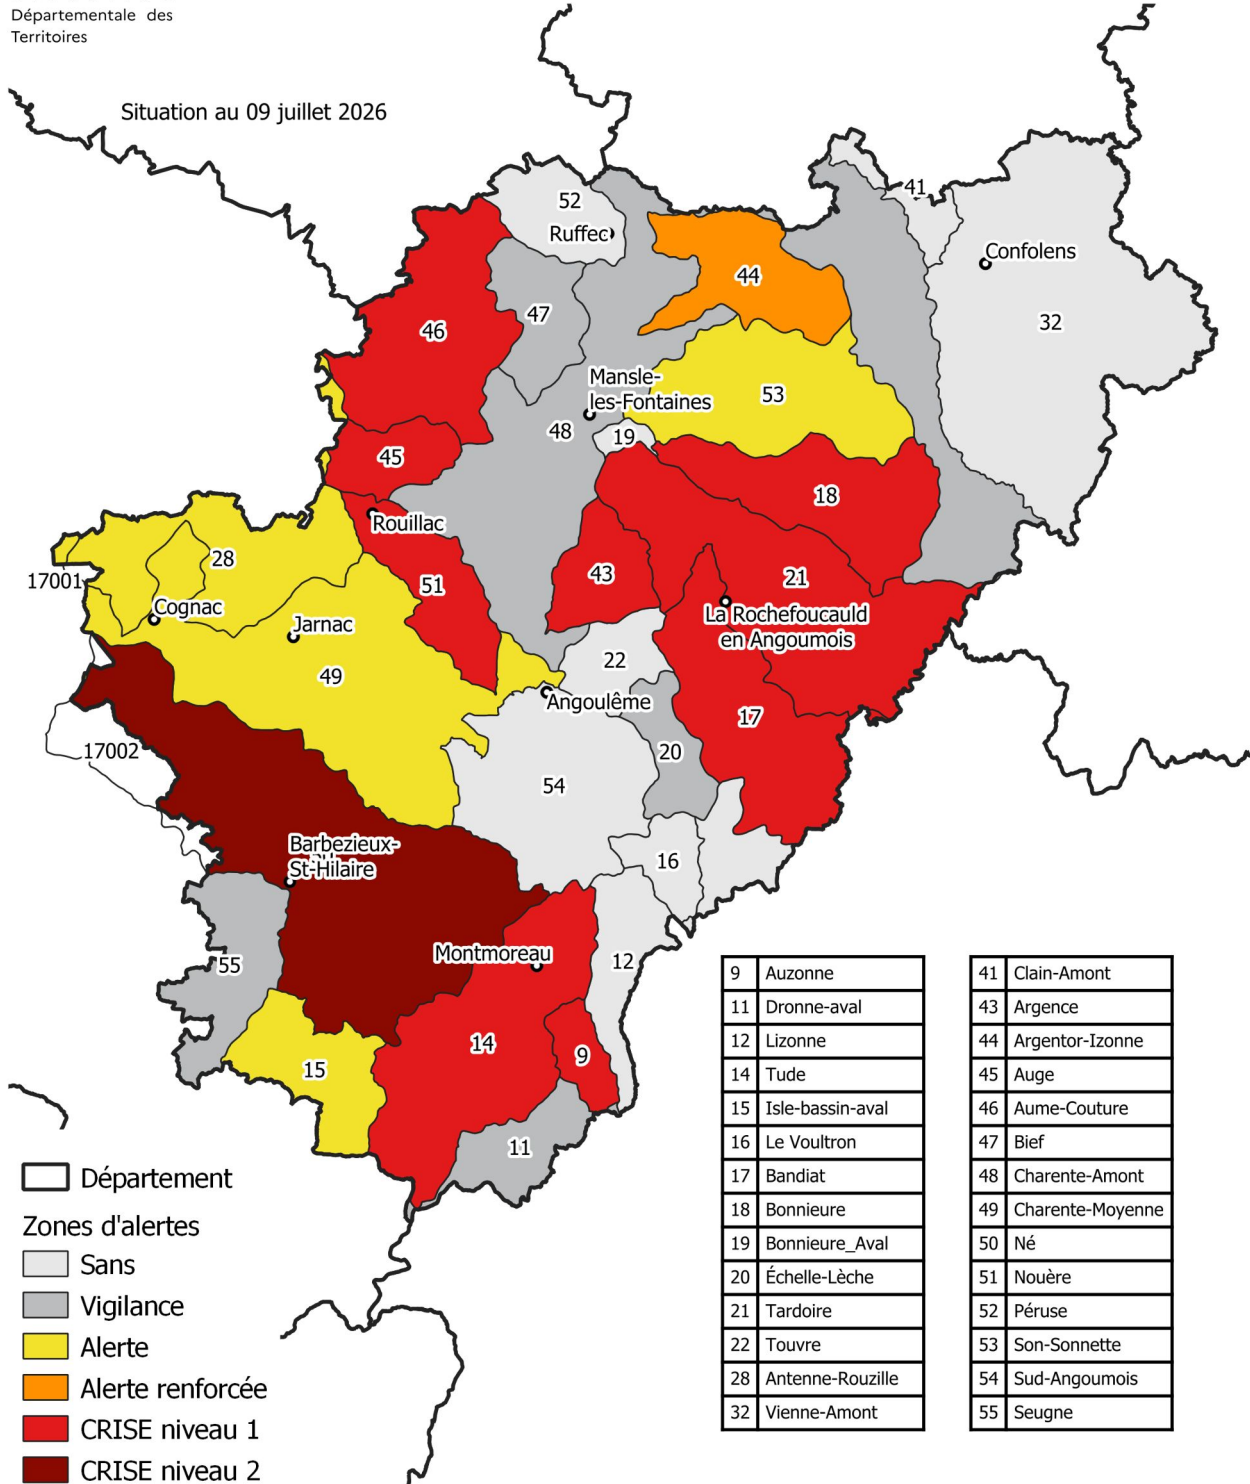 Départementale des
Territoires
Situation au 09 juillet 2026
52
Ruffec
41
Confolens
44
32
47
46
Mansle-
les-Fontaines
53
48
19
45
18
Rouillac
28
17001
51
43
21
Cognac
La Rochefoucauld
en Angoumois
Jarnac
22
49
Angoulême
17
17002
20
54
Barbezieux-
St-Hilaire
16
Montmoreau
12
55
14
9
15
11
9 Auzonne
11 Dronne-aval
12 Lizonne
14 Tude
15 Isle-bassin-aval
16 Le Voultron
17 Bandiat
18 Bonnieure
19 Bonnieure_Aval
20 Échelle-Lèche
21 Tardoire
22 Touvre
28 Antenne-Rouzille
32 Vienne-Amont
41 Clain-Amont
43 Argence
44 Argentor-Izonne
45 Auge
46 Aume-Couture
47 Bief
48 Charente-Amont
49 Charente-Moyenne
50 Né
51 Nouère
52 Péruse
53 Son-Sonnette
54 Sud-Angoumois
55 Seugne
Département
Zones d'alertes
Sans
Vigilance
Alerte
Alerte renforcée
CRISE niveau 1
CRISE niveau 2